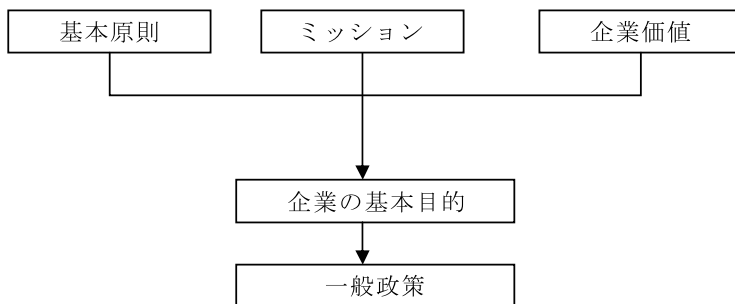 基本原則
ミッション
企業価値
企業の基本目的
一般政策